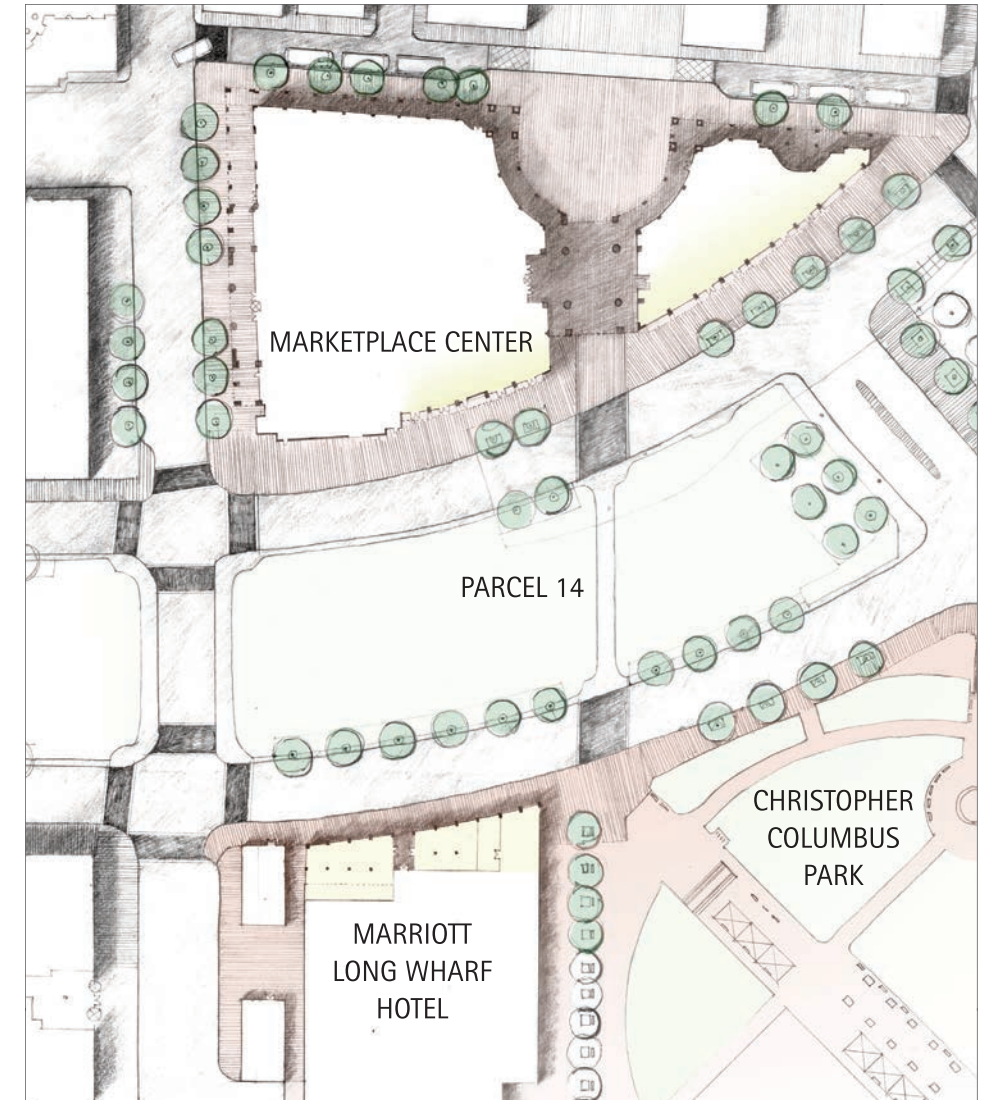 MARKETPLACE CENTER
PARCEL 14
CHRISTOPHER
COLUMBUS
PARK
MARRIOTT
LONG WHARF
HOTEL